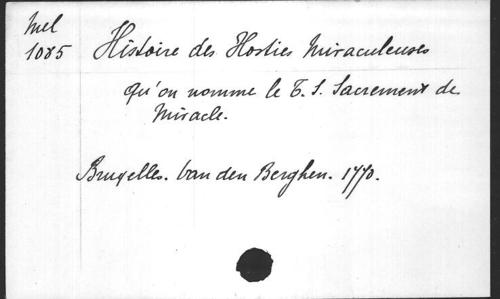 Mel
1085
Histoire des Hosties Miraculeuses
qu'on nomme le T. S. Sacrement de
Miracle.
Bruxelles. Van den Berghen. 1770.